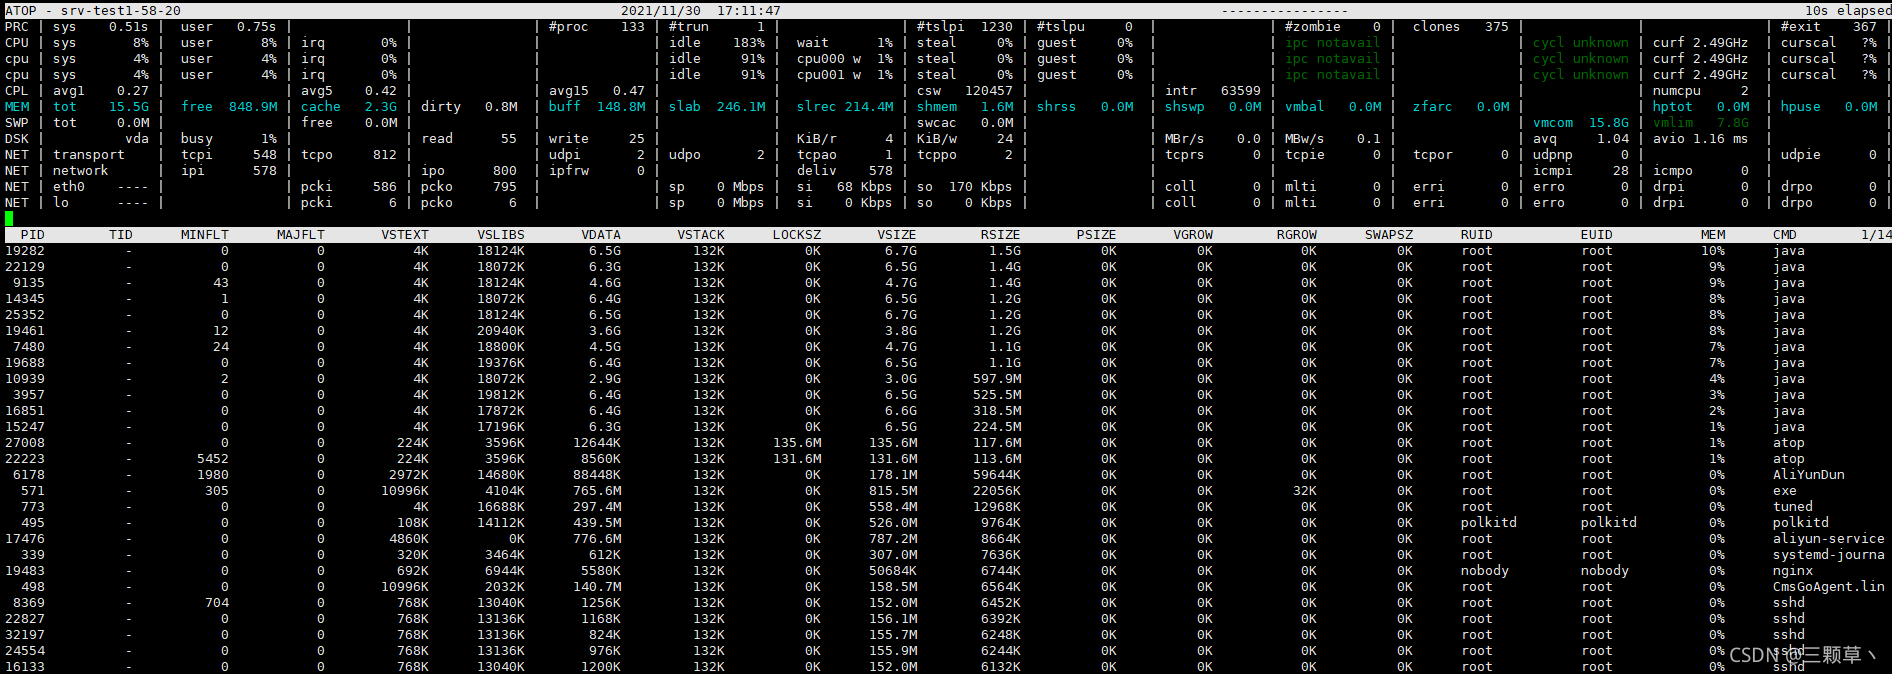 ATOP - srv-test1-58-20 2021/11/30 17:11:47 ---------------- 10s elapsed
PRC | sys 0.51s | user 0.75s | | | #proc 133 | #trun 1 | | #tslpi 1230 | #tslpu 0 | | #zombie 0 | clones 375 | | | #exit 367 |
CPU | sys 8% | user 8% | irq 0% | | | idle 183% | wait 1% | steal 0% | guest 0% | | ipc notavail | | cycl unknown | curf 2.49GHz | curscal ?% |
cpu | sys 4% | user 4% | irq 0% | | | idle 91% | cpu000 w 1% | steal 0% | guest 0% | | ipc notavail | | cycl unknown | curf 2.49GHz | curscal ?% |
cpu | sys 4% | user 4% | irq 0% | | | idle 91% | cpu001 w 1% | steal 0% | guest 0% | | ipc notavail | | cycl unknown | curf 2.49GHz | curscal ?% |
CPL | avg1 0.27 | | avg5 0.42 | | avg15 0.47 | | | csw 120457 | | intr 63599 | | | | numcpu 2 | |
MEM | tot 15.5G | free 848.9M | cache 2.3G | dirty 0.8M | buff 148.8M | slab 246.1M | slrec 214.4M | shmem 1.6M | shrss 0.0M | shswp 0.0M | vmbal 0.0M | zfarc 0.0M | | hptot 0.0M | hpuse 0.0M |
SWP | tot 0.0M | | free 0.0M | | | | | swcac 0.0M | | | | | vmcom 15.8G | vmlim 7.8G | |
DSK | vda | busy 1% | | read 55 | write 25 | | KiB/r 4 | KiB/w 24 | | MBr/s 0.0 | MBw/s 0.1 | | avq 1.04 | avio 1.16 ms | |
NET | transport | tcpi 548 | tcpo 812 | | udpi 2 | udpo 2 | tcpao 1 | tcppo 2 | | tcprs 0 | tcpie 0 | tcpor 0 | udpnp 0 | | udpie 0 |
NET | network | ipi 578 | | ipo 800 | ipfrw 0 | | deliv 578 | | | | | | icmpi 28 | icmpo 0 | |
NET | eth0 ---- | | pcki 586 | pcko 795 | | sp 0 Mbps | si 68 Kbps | so 170 Kbps | | coll 0 | mlti 0 | erri 0 | erro 0 | drpi 0 | drpo 0 |
NET | lo ---- | | pcki 6 | pcko 6 | | sp 0 Mbps | si 0 Kbps | so 0 Kbps | | coll 0 | mlti 0 | erri 0 | erro 0 | drpi 0 | drpo 0 |
PID TID MINFLT MAJFLT VSTEXT VSLIBS VDATA VSTACK LOCKSZ VSIZE RSIZE PSIZE VGROW RGROW SWAPSZ RUID EUID MEM CMD 1/14
19282 - 0 0 4K 18124K 6.5G 132K 0K 6.7G 1.5G 0K 0K 0K 0K root root 10% java
22129 - 0 0 4K 18072K 6.3G 132K 0K 6.5G 1.4G 0K 0K 0K 0K root root 9% java
9135 - 43 0 4K 18124K 4.6G 132K 0K 4.7G 1.4G 0K 0K 0K 0K root root 9% java
14345 - 1 0 4K 18072K 6.4G 132K 0K 6.5G 1.2G 0K 0K 0K 0K root root 8% java
25352 - 0 0 4K 18124K 6.5G 132K 0K 6.7G 1.2G 0K 0K 0K 0K root root 8% java
19461 - 12 0 4K 20940K 3.6G 132K 0K 3.8G 1.2G 0K 0K 0K 0K root root 8% java
7480 - 24 0 4K 18800K 4.5G 132K 0K 4.7G 1.1G 0K 0K 0K 0K root root 7% java
19688 - 0 0 4K 19376K 6.4G 132K 0K 6.5G 1.1G 0K 0K 0K 0K root root 7% java
10939 - 2 0 4K 18072K 2.9G 132K 0K 3.0G 597.9M 0K 0K 0K 0K root root 4% java
3957 - 0 0 4K 19812K 6.4G 132K 0K 6.5G 525.5M 0K 0K 0K 0K root root 3% java
16851 - 0 0 4K 17872K 6.4G 132K 0K 6.6G 318.5M 0K 0K 0K 0K root root 2% java
15247 - 0 0 4K 17196K 6.3G 132K 0K 6.5G 224.5M 0K 0K 0K 0K root root 1% java
27008 - 0 0 224K 3596K 12644K 132K 135.6M 135.6M 117.6M 0K 0K 0K 0K root root 1% atop
22223 - 5452 0 224K 3596K 8560K 132K 131.6M 131.6M 113.6M 0K 0K 0K 0K root root 1% atop
6178 - 1980 0 2972K 14680K 88448K 132K 0K 178.1M 59644K 0K 0K 0K 0K root root 0% AliYunDun
571 - 305 0 10996K 4104K 765.6M 132K 0K 815.5M 22056K 0K 0K 32K 0K root root 0% exe
773 - 0 0 4K 16688K 297.4M 132K 0K 558.4M 12968K 0K 0K 0K 0K root root 0% tuned
495 - 0 0 108K 14112K 439.5M 132K 0K 526.0M 9764K 0K 0K 0K 0K polkitd polkitd 0% polkitd
17476 - 0 0 4860K 0K 776.6M 132K 0K 787.2M 8664K 0K 0K 0K 0K root root 0% aliyun-service
339 - 0 0 320K 3464K 612K 132K 0K 307.0M 7636K 0K 0K 0K 0K root root 0% systemd-journa
19483 - 0 0 692K 6944K 5580K 132K 0K 50684K 6744K 0K 0K 0K 0K nobody nobody 0% nginx
498 - 0 0 10996K 2032K 140.7M 132K 0K 158.5M 6564K 0K 0K 0K 0K root root 0% CmsGoAgent.lin
8369 - 704 0 768K 13040K 1256K 132K 0K 152.0M 6452K 0K 0K 0K 0K root root 0% sshd
22827 - 0 0 768K 13136K 1168K 132K 0K 156.1M 6392K 0K 0K 0K 0K root root 0% sshd
32197 - 0 0 768K 13136K 824K 132K 0K 155.7M 6248K 0K 0K 0K 0K root root 0% sshd
24554 - 0 0 768K 13136K 976K 132K 0K 155.9M 6244K 0K 0K 0K 0K root root 0% sshd
16133 - 0 0 768K 13040K 1200K 132K 0K 152.0M 6132K 0K 0K 0K 0K root root 0% sshd
CSDN @三颗草丶